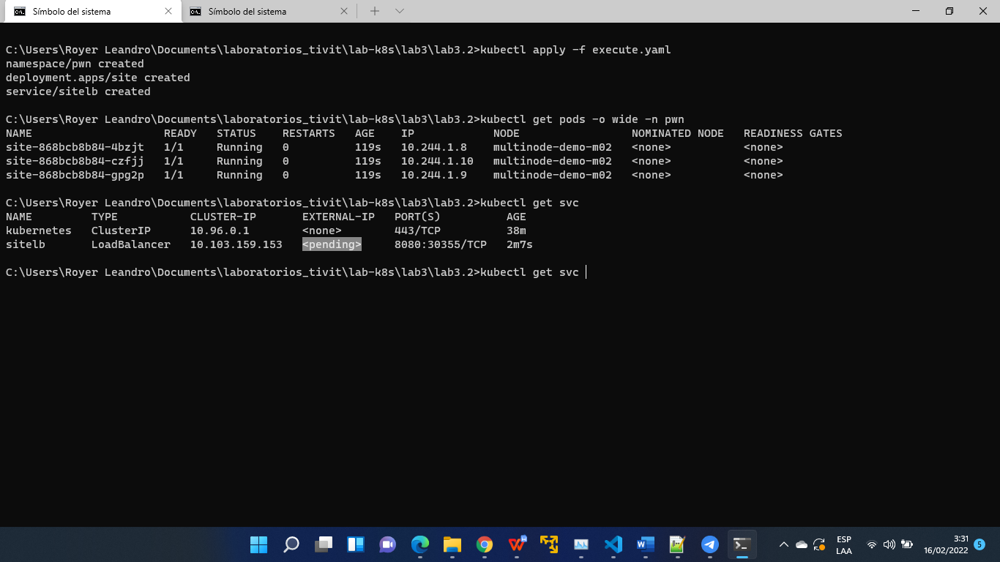 Símbolo del sistema
Símbolo del sistema
C:\Users\Royer Leandro\Documents\laboratorios_tivit\lab-k8s\lab3\lab3.2>kubectl apply -f execute.yaml
namespace/pwn created
deployment.apps/site created
service/sitelb created
C:\Users\Royer Leandro\Documents\laboratorios_tivit\lab-k8s\lab3\lab3.2>kubectl get pods -o wide -n pwn
NAME READY STATUS RESTARTS AGE IP NODE NOMINATED NODE READINESS GATES
site-868bcb8b84-4bzjt 1/1 Running 0 119s 10.244.1.8 multinode-demo-m02 <none> <none>
site-868bcb8b84-czfjj 1/1 Running 0 119s 10.244.1.10 multinode-demo-m02 <none> <none>
site-868bcb8b84-gpg2p 1/1 Running 0 119s 10.244.1.9 multinode-demo-m02 <none> <none>
C:\Users\Royer Leandro\Documents\laboratorios_tivit\lab-k8s\lab3\lab3.2>kubectl get svc
NAME TYPE CLUSTER-IP EXTERNAL-IP PORT(S) AGE
kubernetes ClusterIP 10.96.0.1 <none> 443/TCP 38m
sitelb LoadBalancer 10.103.159.153 <pending> 8080:30355/TCP 2m7s
C:\Users\Royer Leandro\Documents\laboratorios_tivit\lab-k8s\lab3\lab3.2>kubectl get svc
ESP
LAA
3:31
16/02/2022
5